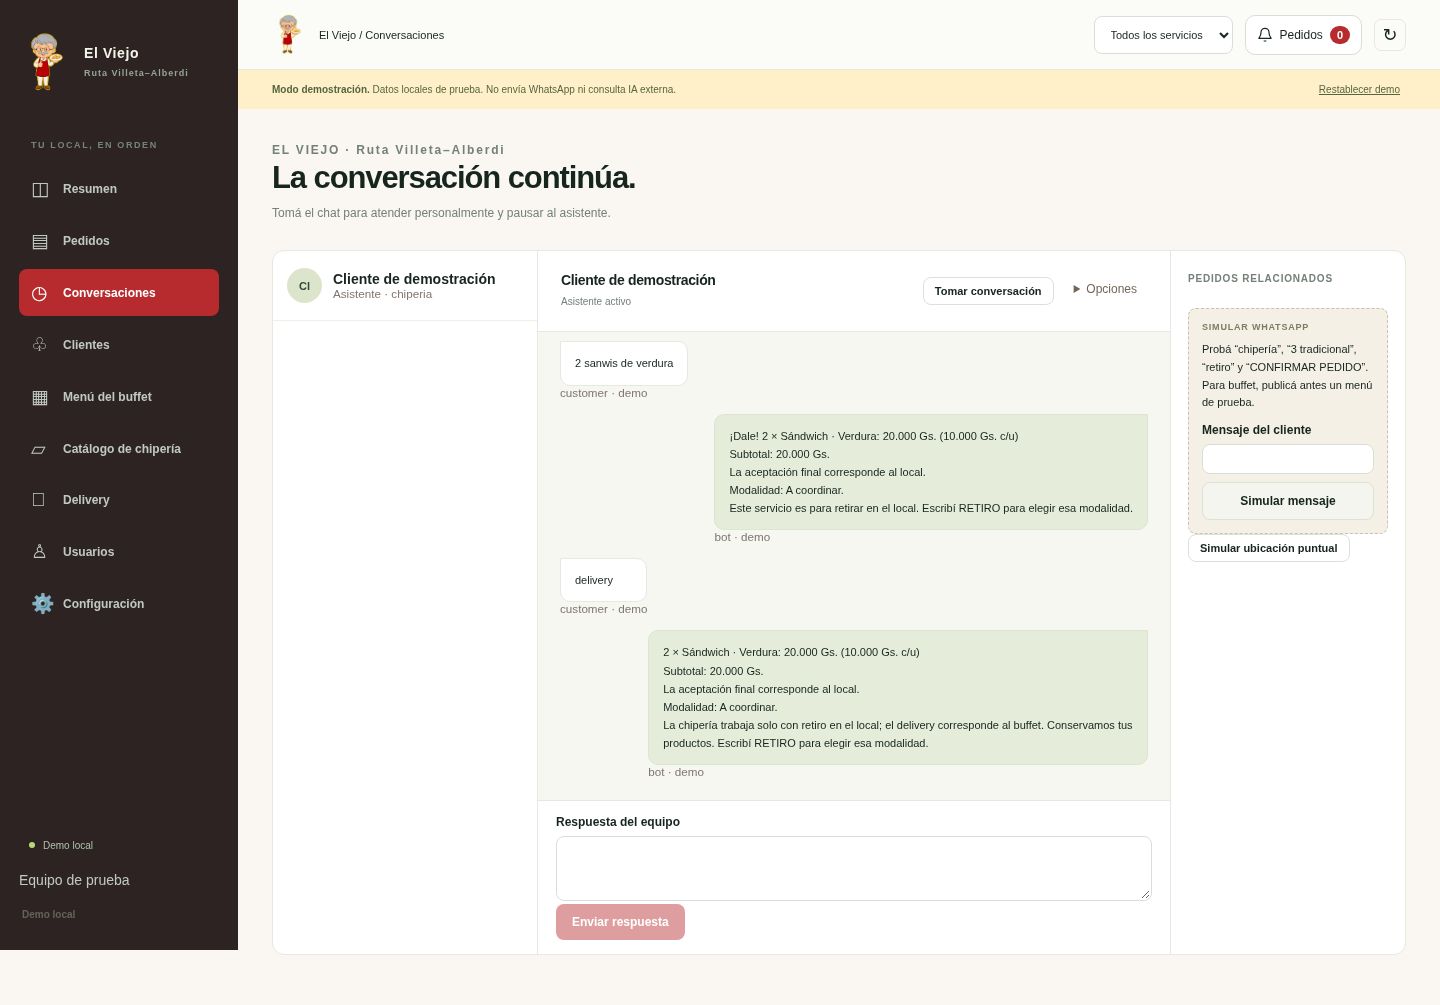 El Viejo
Ruta Villeta–Alberdi
TU LOCAL, EN ORDEN
Resumen
Pedidos
Conversaciones
Clientes
Menú del buffet
Catálogo de chipería
Delivery
Usuarios
Configuración
Demo local
Equipo de prueba
Demo local
El Viejo / Conversaciones
Todos los servicios
Pedidos 0
Modo demostración. Datos locales de prueba. No envía WhatsApp ni consulta IA externa.
Restablecer demo
EL VIEJO · Ruta Villeta–Alberdi
La conversación continúa.
Tomá el chat para atender personalmente y pausar al asistente.
Cl
Cliente de demostración
Asistente · chiperia
Cliente de demostración
Asistente activo
Tomar conversación
Opciones
2 sanwis de verdura
customer · demo
¡Dale! 2 × Sándwich · Verdura: 20.000 Gs. (10.000 Gs. c/u)
Subtotal: 20.000 Gs.
La aceptación final corresponde al local.
Modalidad: A coordinar.
Este servicio es para retirar en el local. Escribí RETIRO para elegir esa modalidad.
bot · demo
delivery
customer · demo
2 × Sándwich · Verdura: 20.000 Gs. (10.000 Gs. c/u)
Subtotal: 20.000 Gs.
La aceptación final corresponde al local.
Modalidad: A coordinar.
La chipería trabaja solo con retiro en el local; el delivery corresponde al buffet. Conservamos tus
productos. Escribí RETIRO para elegir esa modalidad.
bot · demo
Respuesta del equipo
Enviar respuesta
PEDIDOS RELACIONADOS
SIMULAR WHATSAPP
Probá “chipería”, “3 tradicional”,
“retiro” y “CONFIRMAR PEDIDO”.
Para buffet, publicá antes un menú
de prueba.
Mensaje del cliente
Simular mensaje
Simular ubicación puntual